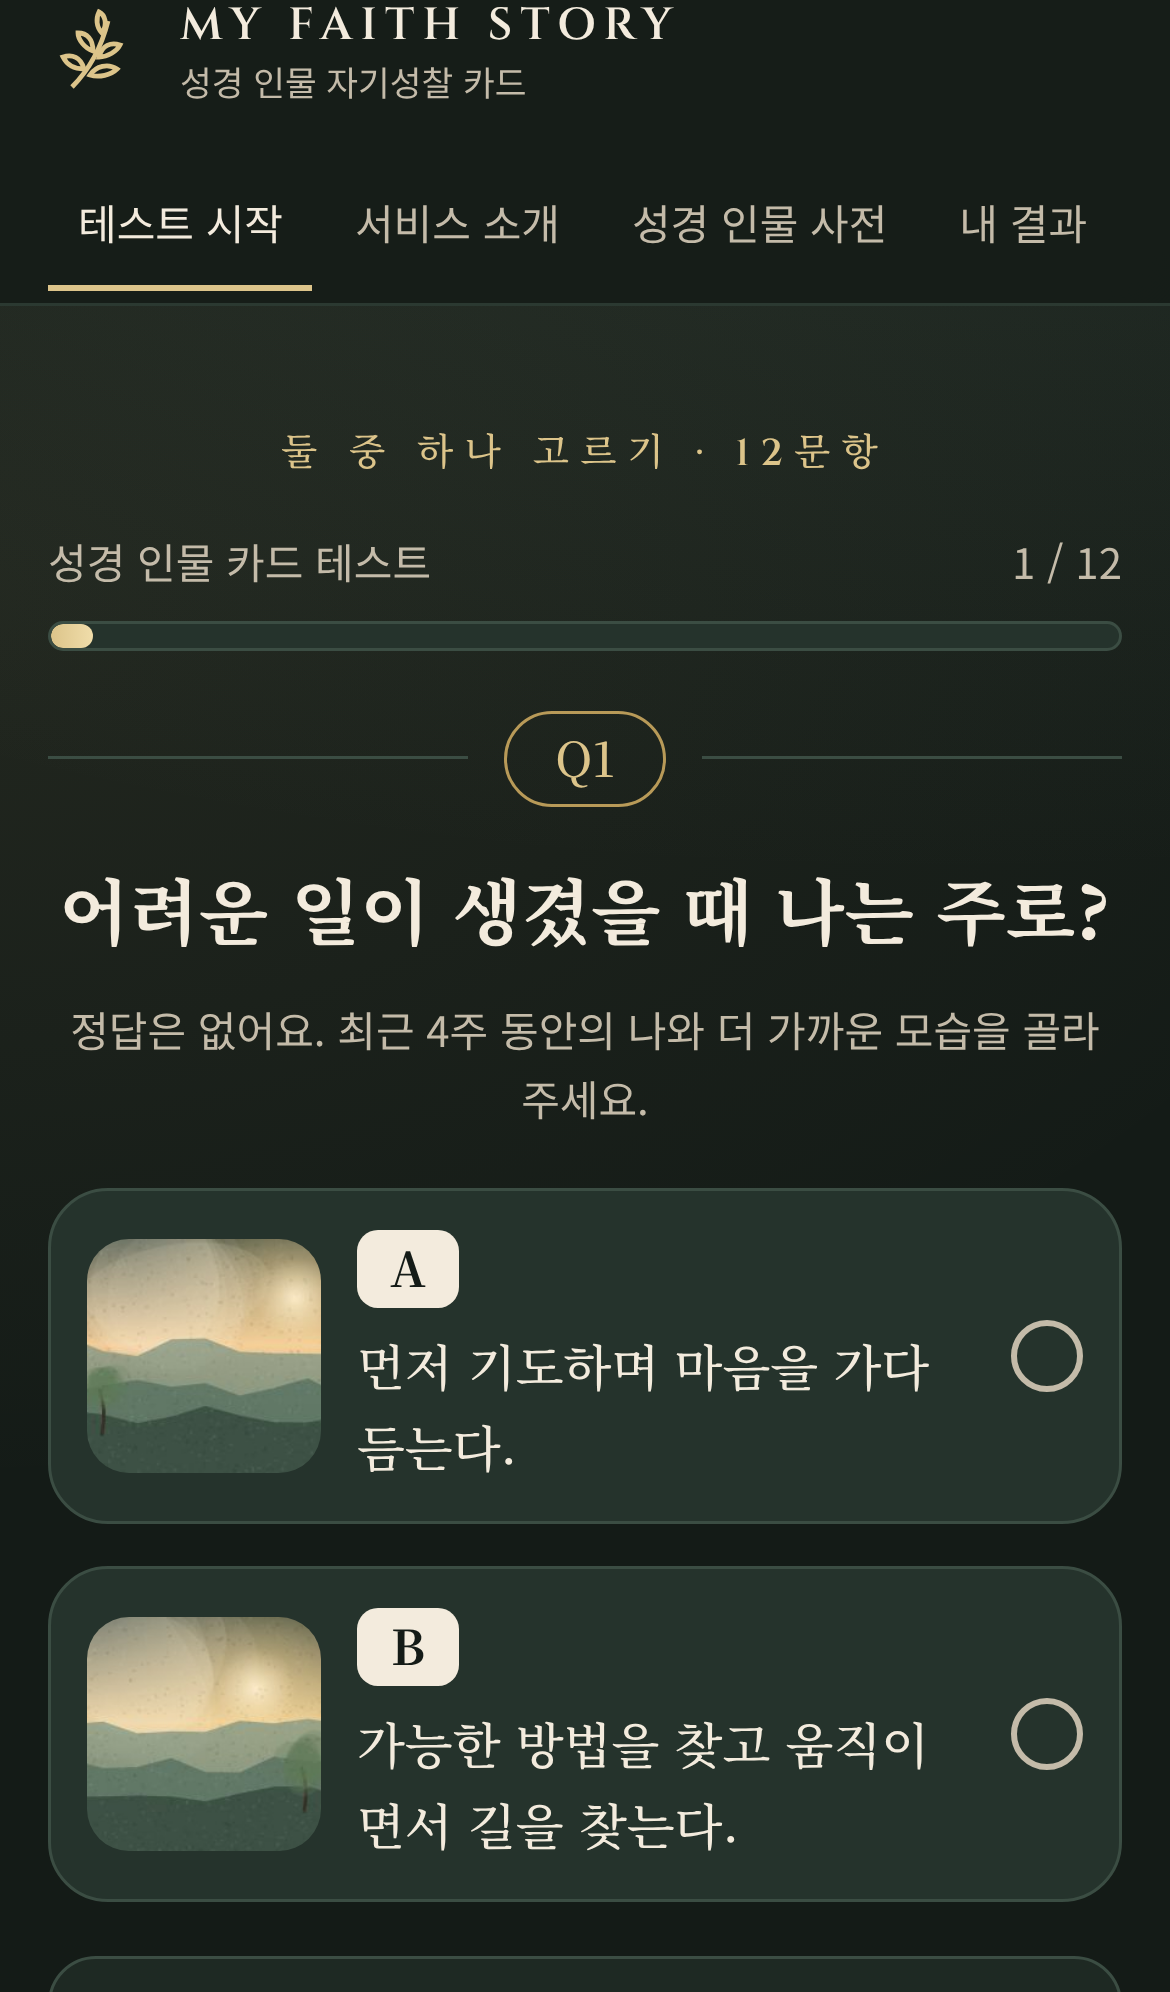 MY FAITH STORY
성경 인물 자기성찰 카드
테스트 시작 서비스 소개 성경 인물 사전 내 결과
둘 중 하나 고르기 · 12문항
성경 인물 카드 테스트 1 / 12
Q1
어려운 일이 생겼을 때 나는 주로?
정답은 없어요. 최근 4주 동안의 나와 더 가까운 모습을 골라
주세요.
A
먼저 기도하며 마음을 가다
듬는다.
B
가능한 방법을 찾고 움직이
면서 길을 찾는다.